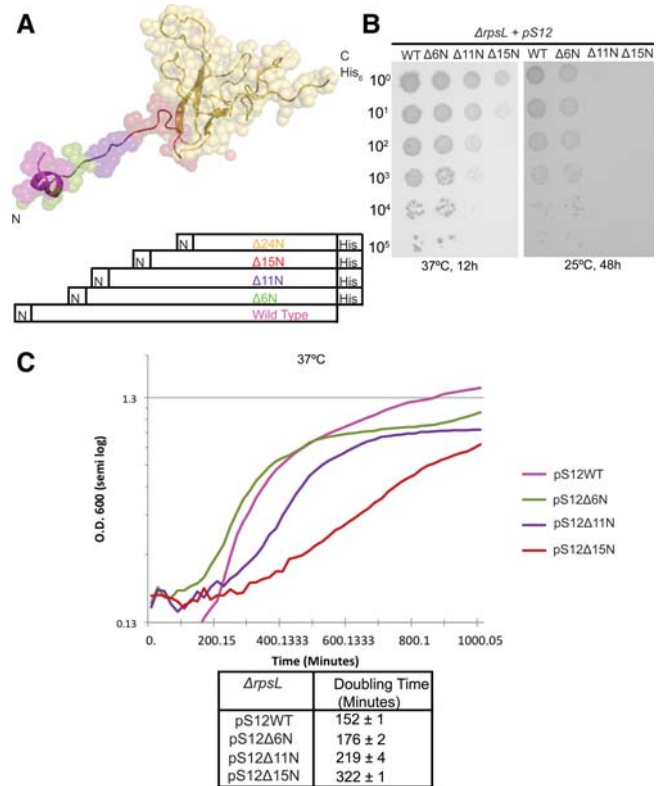 A
C
His6
N
N Δ24N His
N Δ15N His
N Δ11N His
N Δ6N His
N Wild Type
B
ΔrpsL + pS12
WT Δ6N Δ11N Δ15N WT Δ6N Δ11N Δ15N
10⁰
10¹
10²
10³
10⁴
10⁵
37ºC, 12h 25ºC, 48h
C
37ºC
O.D. 600 (semi log)
1.3
0.13
0. 200.15 400.1333 600.1333 800.1 1000.05
Time (Minutes)
pS12WT
pS12Δ6N
pS12Δ11N
pS12Δ15N
ΔrpsL Doubling Time
(Minutes)
pS12WT 152 ± 1
pS12Δ6N 176 ± 2
pS12Δ11N 219 ± 4
pS12Δ15N 322 ± 1